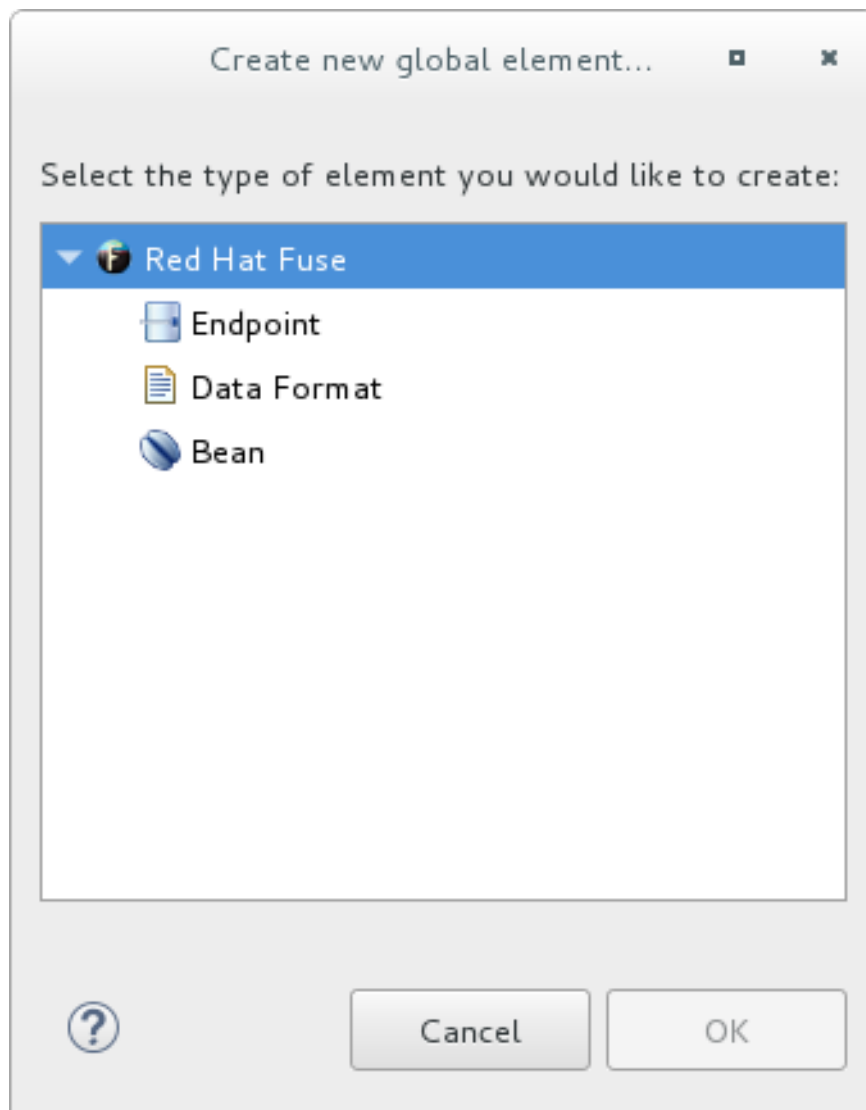 Create new global element...
Select the type of element you would like to create:
Red Hat Fuse
Endpoint
Data Format
Bean
? Cancel OK